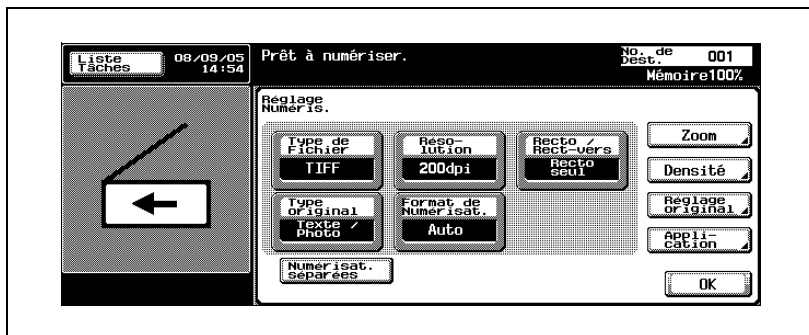 Liste
Tâches
08/09/05
14:54
Prêt à numériser.
No. de
Dest.
001
Mémoire100%
Réglage
Numéris.
Type de
Fichier
TIFF
Réso-
lution
200dpi
Recto /
Rect-vers
Recto
seul
Zoom
Densité
Type
original
Texte /
Photo
Format de
Numérisat.
Auto
Réglage
original
Appli-
cation
Numérisat.
séparées
OK